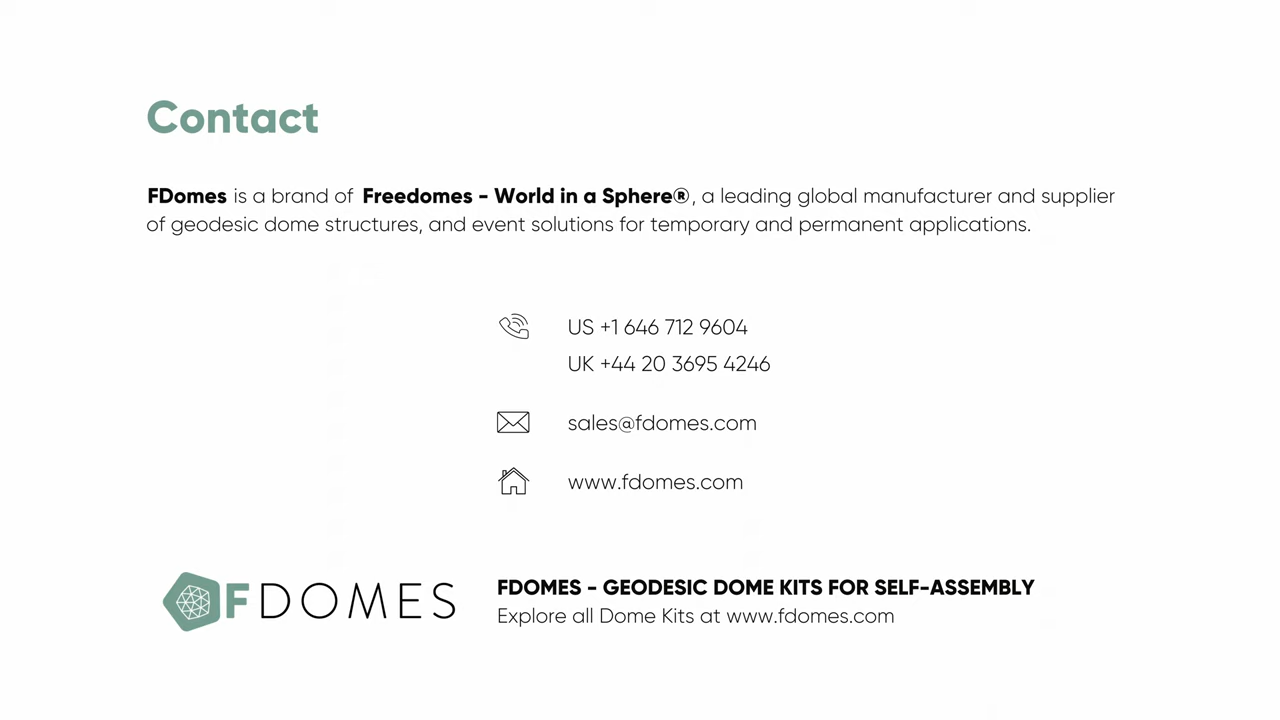 Contact
FDomes is a brand of Freedomes - World in a Sphere®, a leading global manufacturer and supplier
of geodesic dome structures, and event solutions for temporary and permanent applications.
US +1 646 712 9604
UK +44 20 3695 4246
sales@fdomes.com
www.fdomes.com
FDOMES
FDOMES - GEODESIC DOME KITS FOR SELF-ASSEMBLY
Explore all Dome Kits at www.fdomes.com